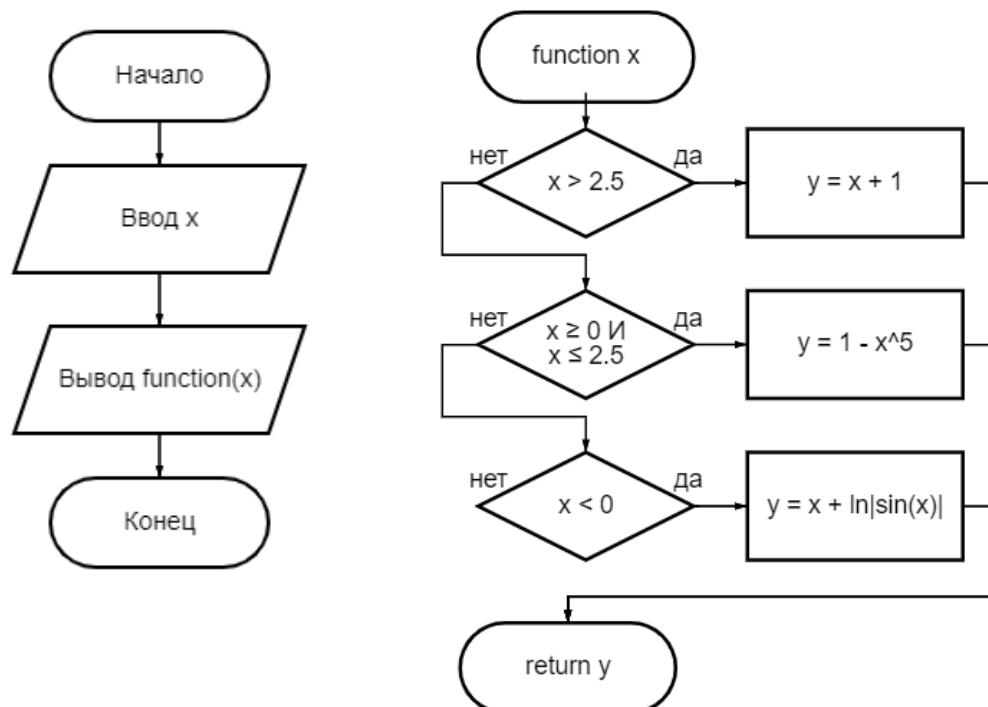 Начало
Ввод x
Вывод function(x)
Конец
function x
нет
да
x > 2.5
y = x + 1
нет
да
x ≥ 0 И
x ≤ 2.5
y = 1 - x^5
нет
да
x < 0
y = x + ln|sin(x)|
return y